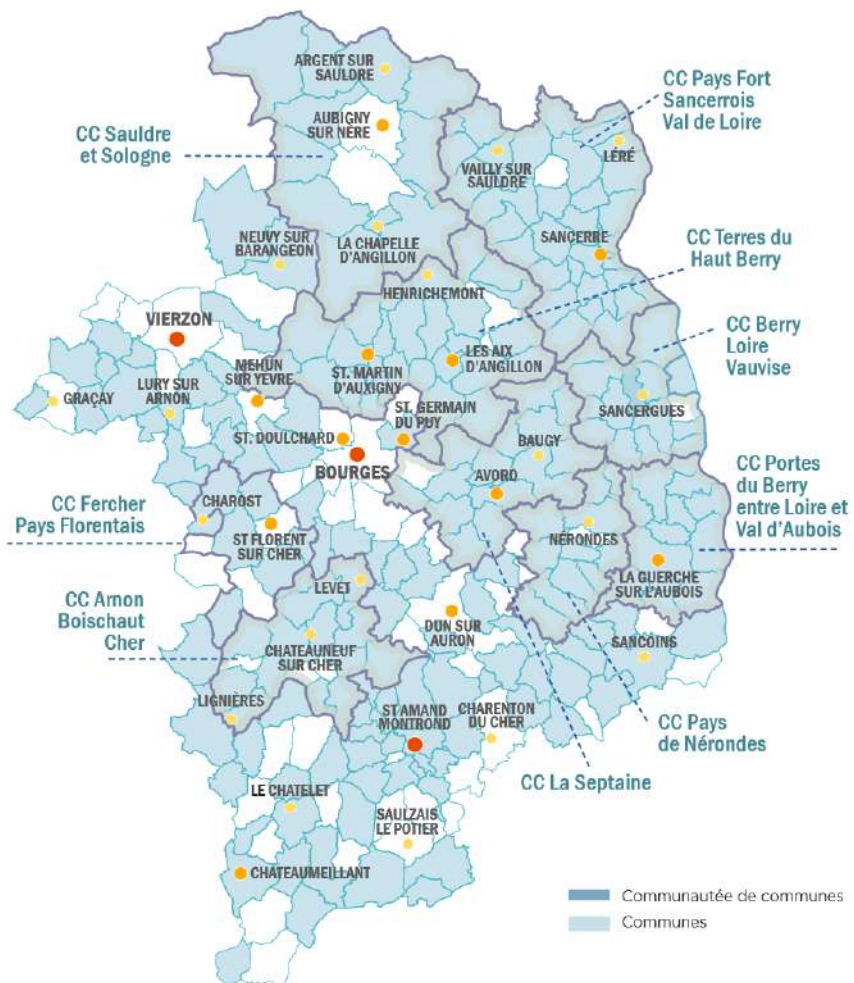 ARGENT SUR
SAULDRE
CC Pays Fort
Sancerrois
Val de Loire
AUBIGNY
SUR NÈRE
CC Sauldre
et Sologne
VAILLY SUR
SAULDRE
LÉRÉ
NEUVY SUR
BARANGEON
LA CHAPELLE
D'ANGILLON
SANCERRE
CC Terres du
Haut Berry
HENRICHEMONT
VIERZON
CC Berry
Loire
Vauvise
MEHUN
SUR YEVRE
ST. MARTIN
D'AUXIGNY
LES AIX
D'ANGILLON
GRAÇAY
LURY SUR
ARNON
SANCERGUES
ST. GERMAIN
DU PUY
ST. DOULCHARD
BAUGY
BOURGES
AVORD
CC Portes
du Berry
entre Loire et
Val d'Aubois
CC Fercher
Pays Florentais
CHAROST
ST FLORENT
SUR CHER
NÉRONDES
LA GUERCHE
SUR L'AUBOIS
LEVET
CC Arnon
Boischaut
Cher
DUN SUR
AURON
CHATEAUNEUF
SUR CHER
SANCOINS
LIGNIÈRES
ST AMAND
MONTROND
CHARENTON
DU CHER
CC Pays
de Nérondes
CC La Septaine
LE CHATELET
SAULZAIS
LE POTIER
CHATEAUMEILLANT
Communautée de communes
Communes